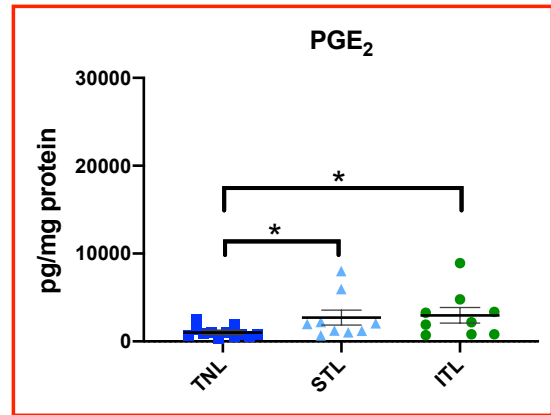 PGE₂
30000
20000
10000
0
pg/mg protein
*
*
TNL
STL
ITL